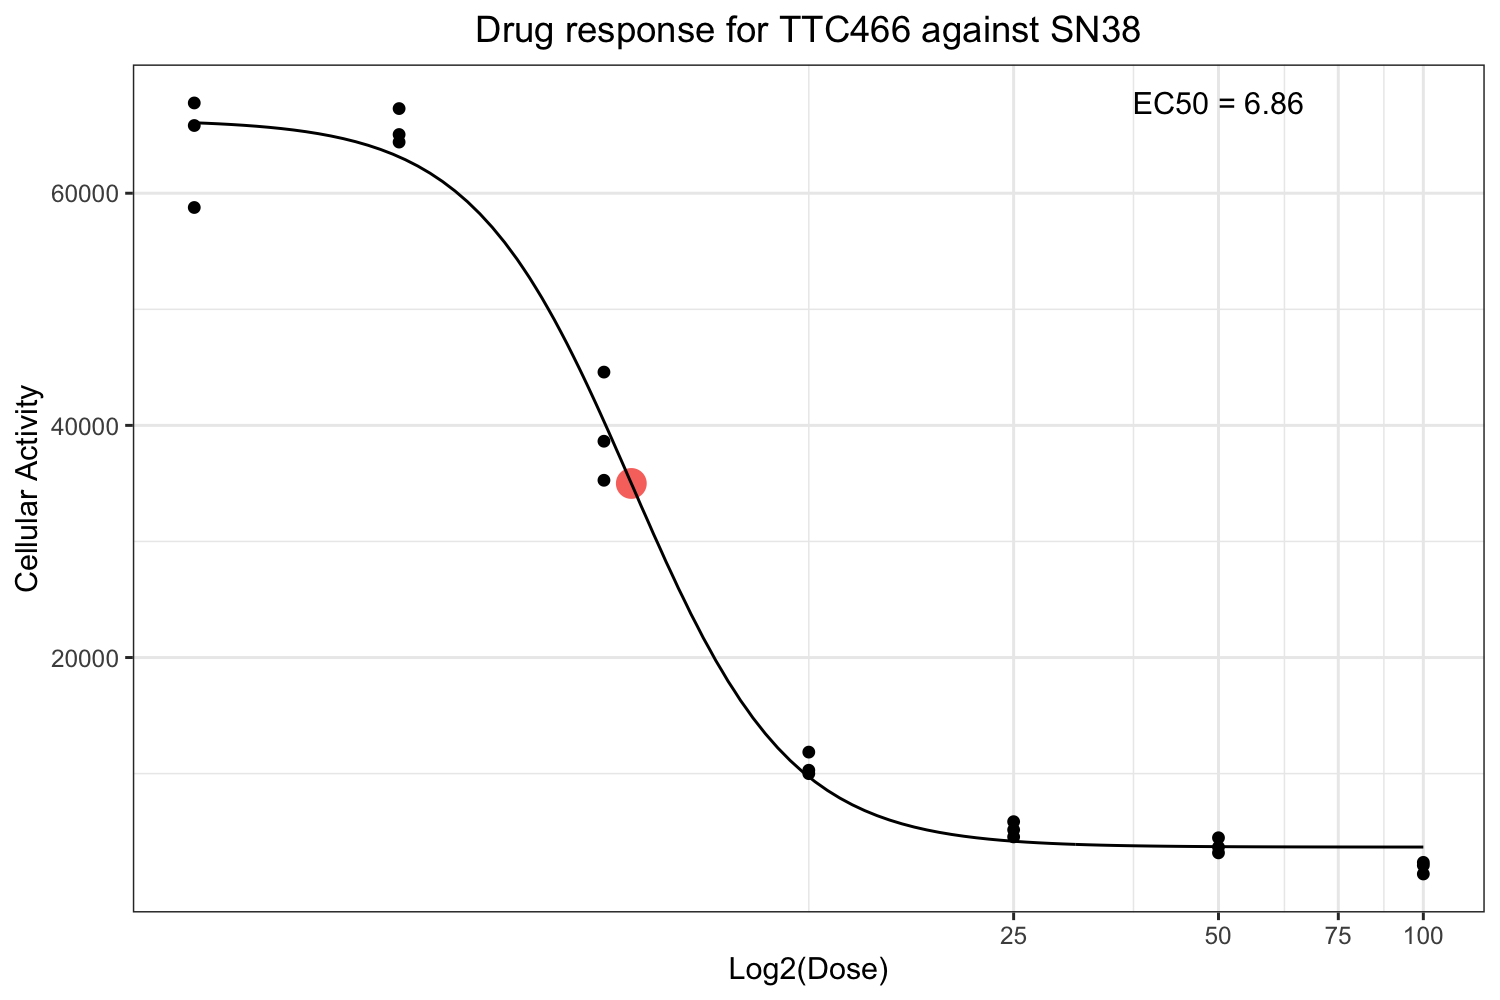 Drug response for TTC466 against SN38
EC50 = 6.86
Cellular Activity
60000
40000
20000
25 50 75 100
Log2(Dose)